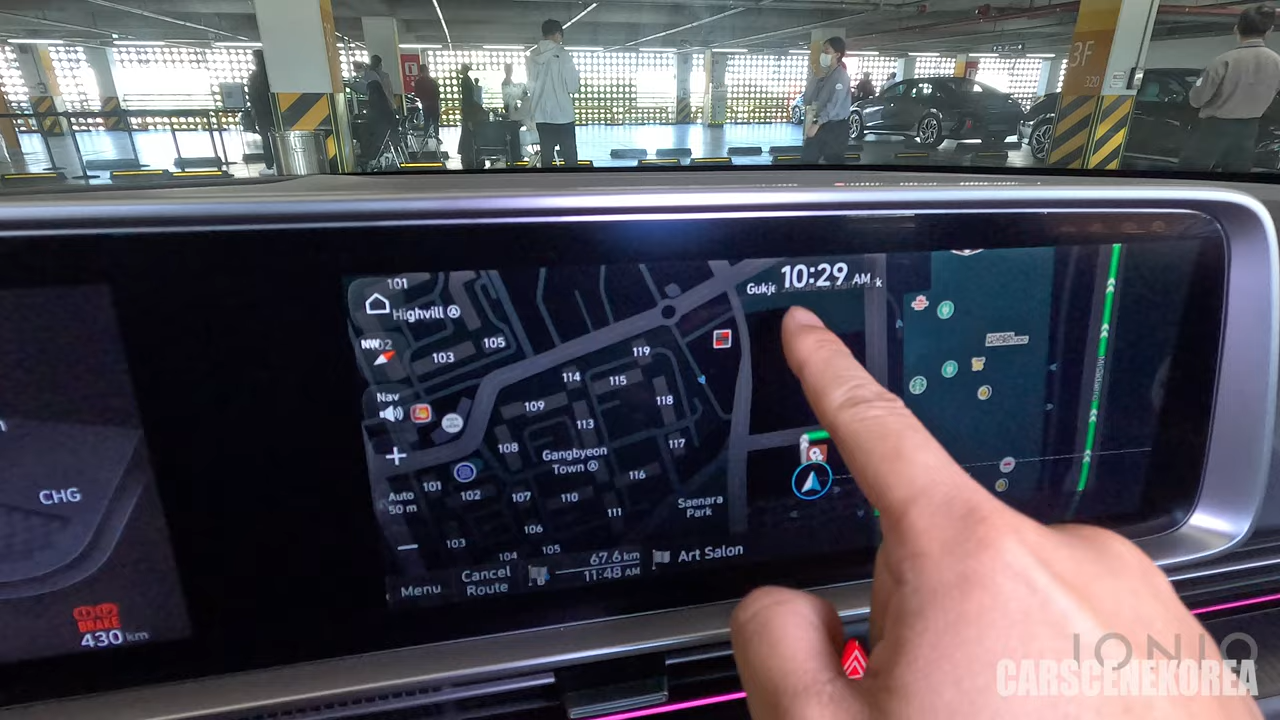 3F
320
101
Highvill Ⓐ
10:29 AM
NW
105
103
119
114
115
Nav
109
118
113
108
117
Gangbyeon
Town Ⓐ
CHG
116
Auto
50 m
101
102
107
110
Saenara
Park
111
106
103
104
105
67.6 km
11:48 AM
Art Salon
Menu
Cancel
Route
BRAKE
430 km
IONIQ
CARSCENEKOREA